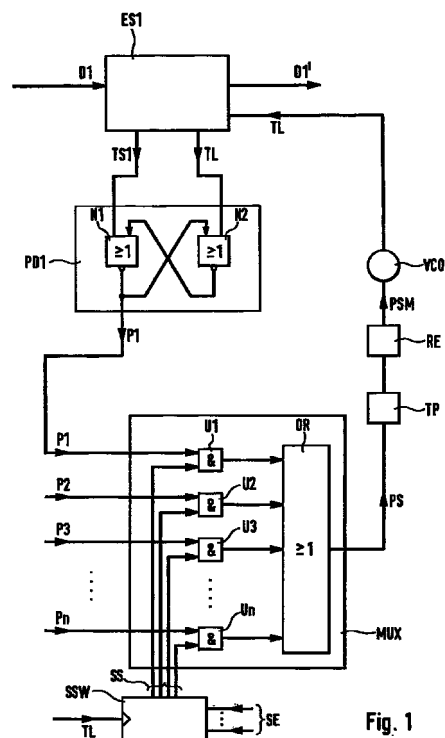 ES1
D1
D1'
TL
TS1
TL
N1
N2
≥1
≥1
PD1
VCO
PSM
P1
RE
TP
U1
OR
P1
&
P2
U2
&
PS
P3
U3
&
≥1
Un
Pn
&
MUX
SS
SSW
SE
TL
Fig. 1